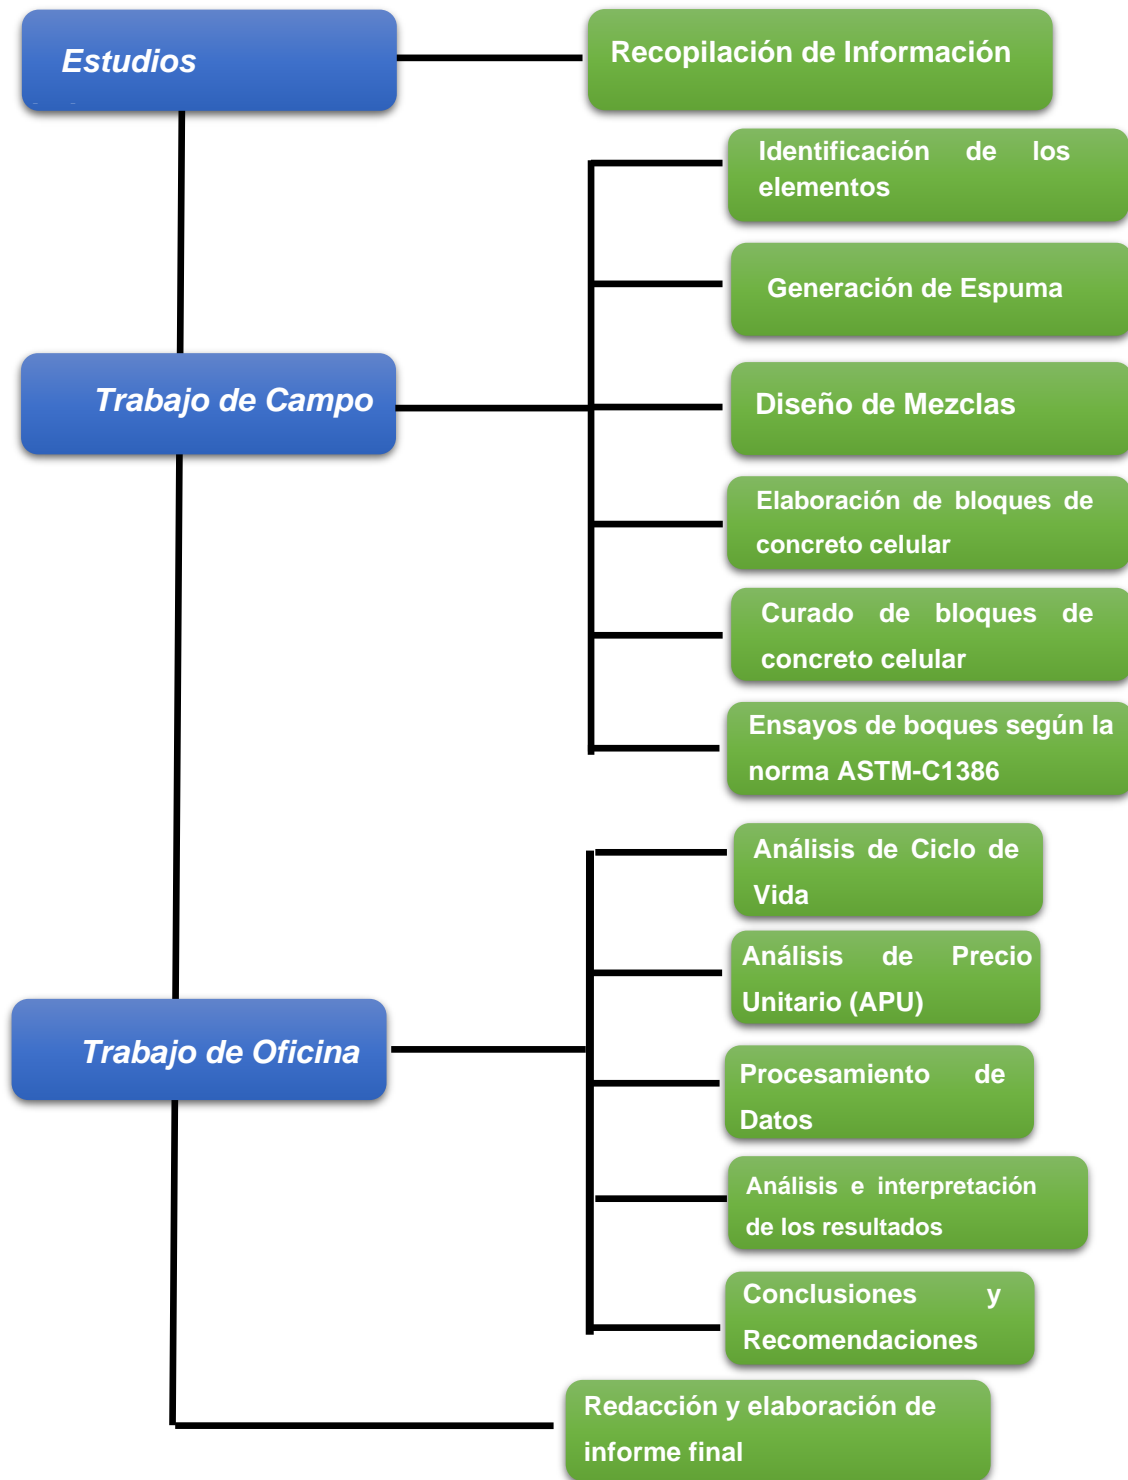 Estudios
Recopilación de Información
Identificación de los
elementos
Generación de Espuma
Trabajo de Campo
Diseño de Mezclas
Elaboración de bloques de
concreto celular
Curado de bloques de
concreto celular
Ensayos de boques según la
norma ASTM-C1386
Análisis de Ciclo de
Vida
Análisis de Precio
Unitario (APU)
Trabajo de Oficina
Procesamiento de
Datos
Análisis e interpretación
de los resultados
Conclusiones y
Recomendaciones
Redacción y elaboración de
informe final